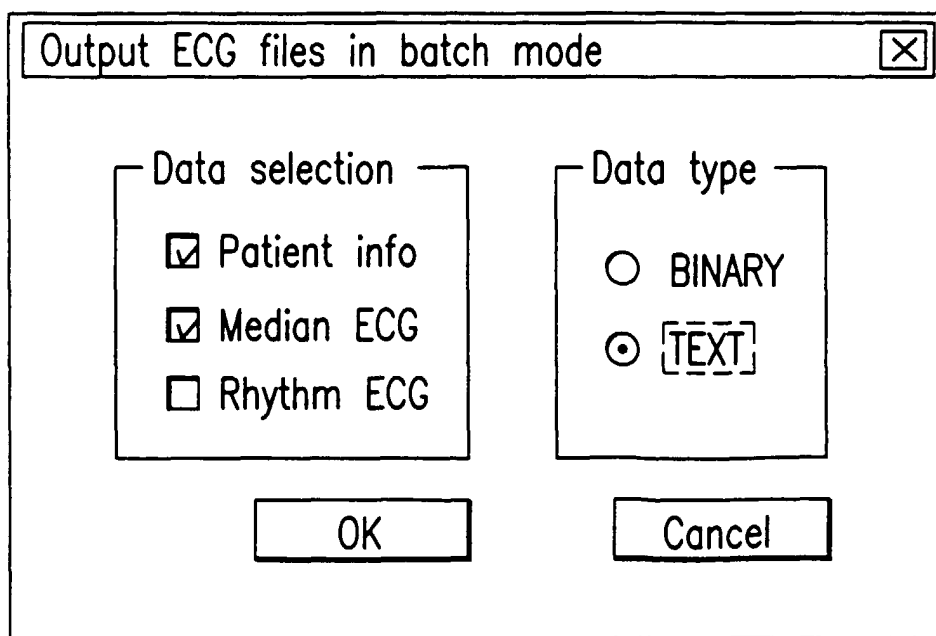 Output ECG files in batch mode
Data selection
Patient info
Median ECG
Rhythm ECG
Data type
BINARY
TEXT
OK
Cancel